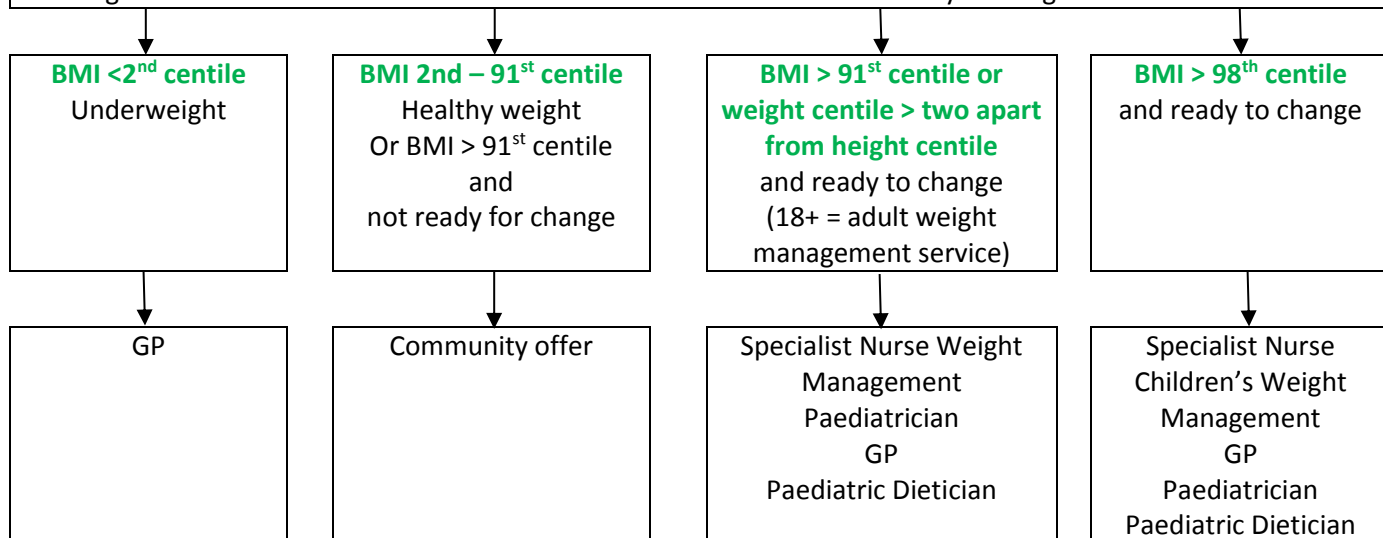 BMI <2nd centile
Underweight
BMI 2nd – 91st centile
Healthy weight
Or BMI > 91st centile
and
not ready for change
BMI > 91st centile or
weight centile > two apart
from height centile
and ready to change
(18+ = adult weight
management service)
BMI > 98th centile
and ready to change
GP
Community offer
Specialist Nurse Weight
Management
Paediatrician
GP
Paediatric Dietician
Specialist Nurse
Children’s Weight
Management
GP
Paediatrician
Paediatric Dietician